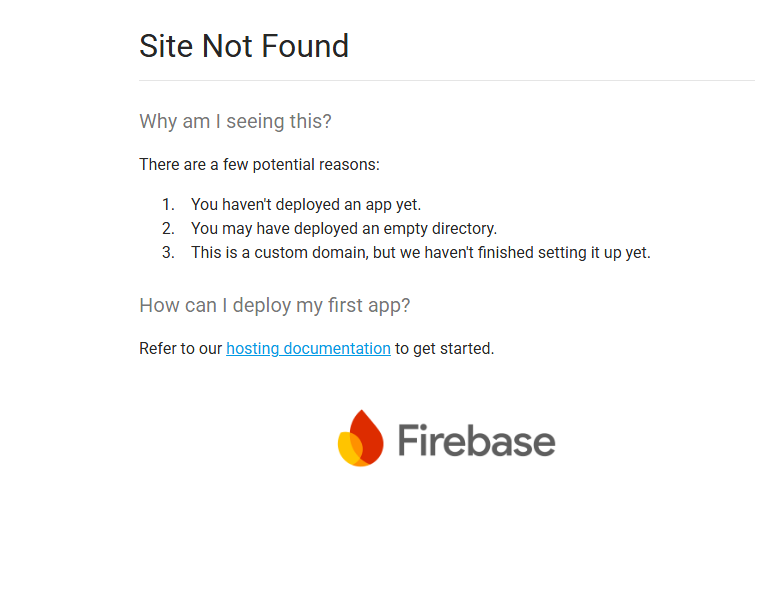 Site Not Found
Why am I seeing this?
There are a few potential reasons:
1. You haven't deployed an app yet.
2. You may have deployed an empty directory.
3. This is a custom domain, but we haven't finished setting it up yet.
How can I deploy my first app?
Refer to our hosting documentation to get started.
Firebase